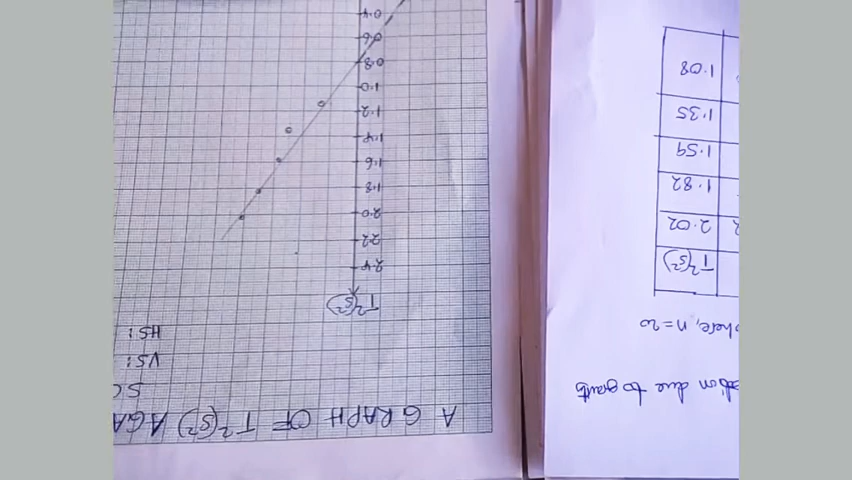 A GRAPH OF T²(s²) AGA
SC
VS:
HS:
T²(s²)
2.4
2.2
2.0
1.8
1.6
1.4
1.2
1.0
0.8
0.6
0.4
due to
here, n=20
T²(s²)
2.02
1.82
1.59
1.35
1.08